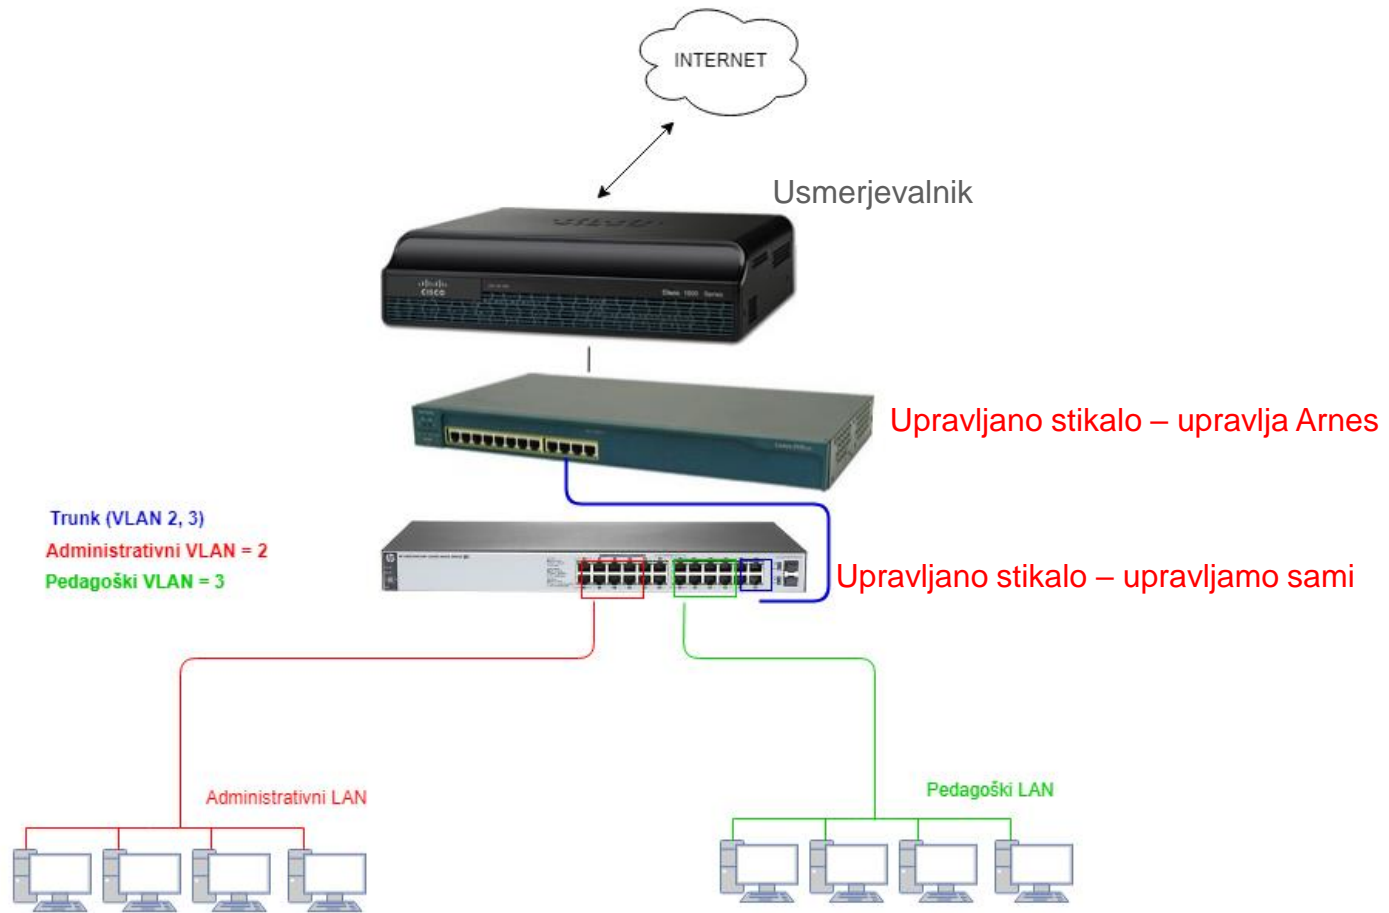 INTERNET
Usmerjevalnik
CISCO
Upravljano stikalo – upravlja Arnes
Trunk (VLAN 2, 3)
Administrativni VLAN = 2
Pedagoški VLAN = 3
Upravljano stikalo – upravljamo sami
Administrativni LAN
Pedagoški LAN